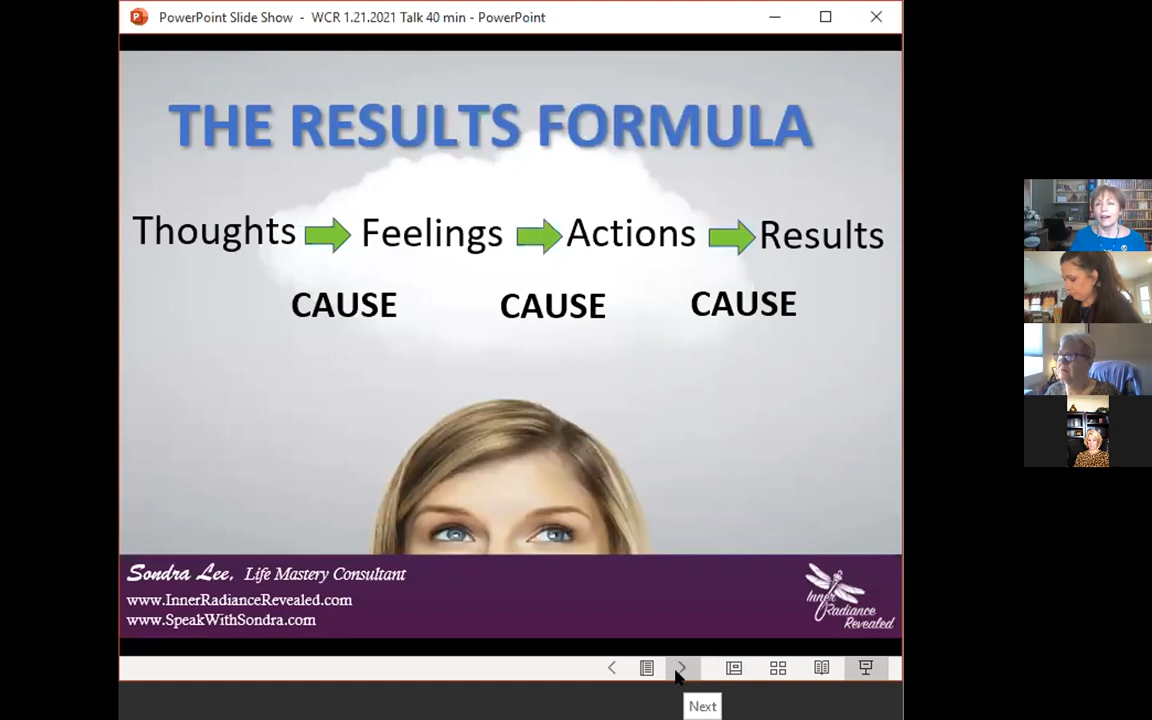 PowerPoint Slide Show - WCR 1.21.2021 Talk 40 min - PowerPoint
THE RESULTS FORMULA
Thoughts Feelings Actions Results
CAUSE CAUSE CAUSE
Sondra Lee, Life Mastery Consultant
www.InnerRadianceRevealed.com
www.SpeakWithSondra.com
Inner
Radiance
Revealed
Next